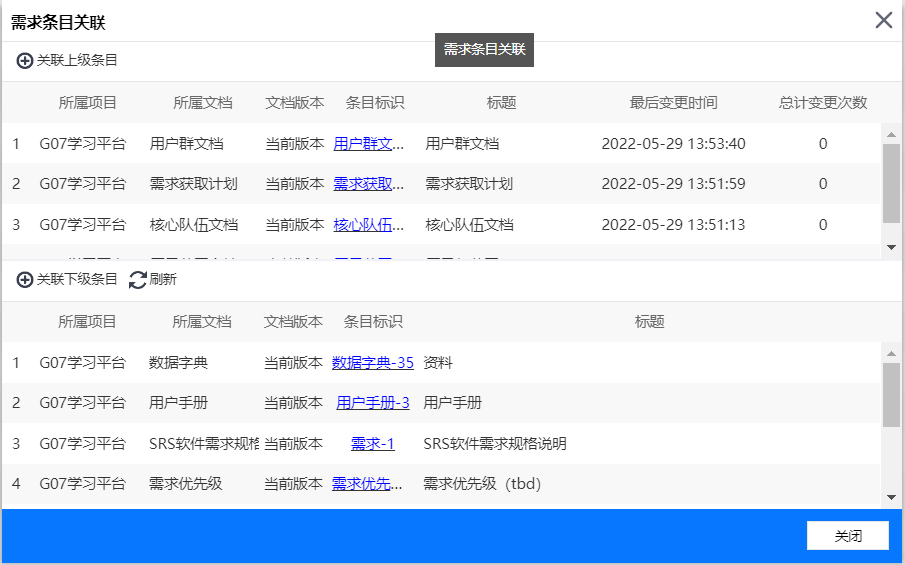 需求条目关联
需求条目关联
关联上级条目
所属项目 所属文档 文档版本 条目标识 标题 最后变更时间 总计变更次数
1 G07学习平台 用户群文档 当前版本 用户群文... 用户群文档 2022-05-29 13:53:40 0
2 G07学习平台 需求获取计划 当前版本 需求获取... 需求获取计划 2022-05-29 13:51:59 0
3 G07学习平台 核心队伍文档 当前版本 核心队伍... 核心队伍文档 2022-05-29 13:51:13 0
关联下级条目 刷新
所属项目 所属文档 文档版本 条目标识 标题
1 G07学习平台 数据字典 当前版本 数据字典-35 资料
2 G07学习平台 用户手册 当前版本 用户手册-3 用户手册
3 G07学习平台 SRS软件需求规格 当前版本 需求-1 SRS软件需求规格说明
4 G07学习平台 需求优先级 当前版本 需求优先... 需求优先级（tbd）
关闭